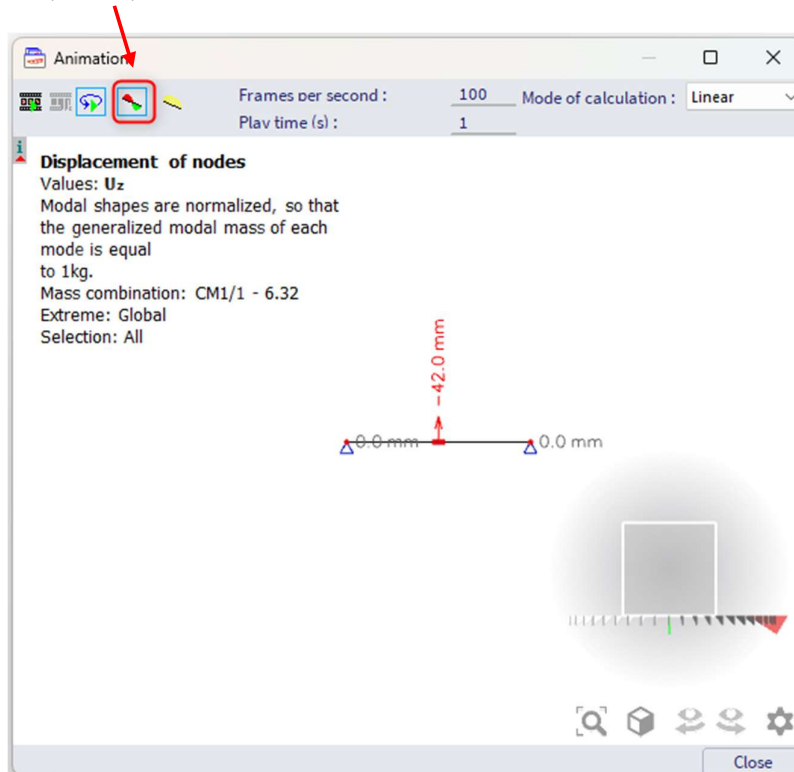 Animation
Frames per second : 100 Mode of calculation : Linear
Play time (s) : 1
i
Displacement of nodes
Values: Uz
Modal shapes are normalized, so that
the generalized modal mass of each
mode is equal
to 1kg.
Mass combination: CM1/1 - 6.32
Extreme: Global
Selection: All
-42.0 mm
0.0 mm 0.0 mm
Close